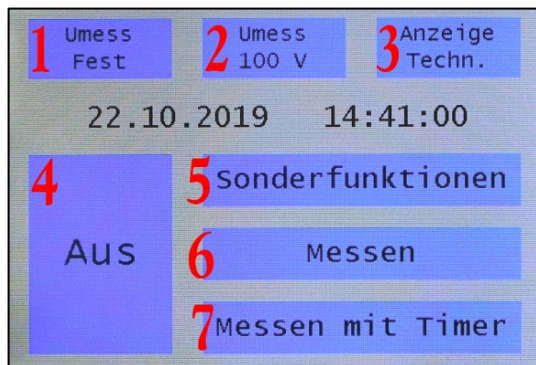 1 Umess Fest
2 Umess 100 V
3 Anzeige Techn.
22.10.2019 14:41:00
4 Aus
5 Sonderfunktionen
6 Messen
7 Messen mit Timer